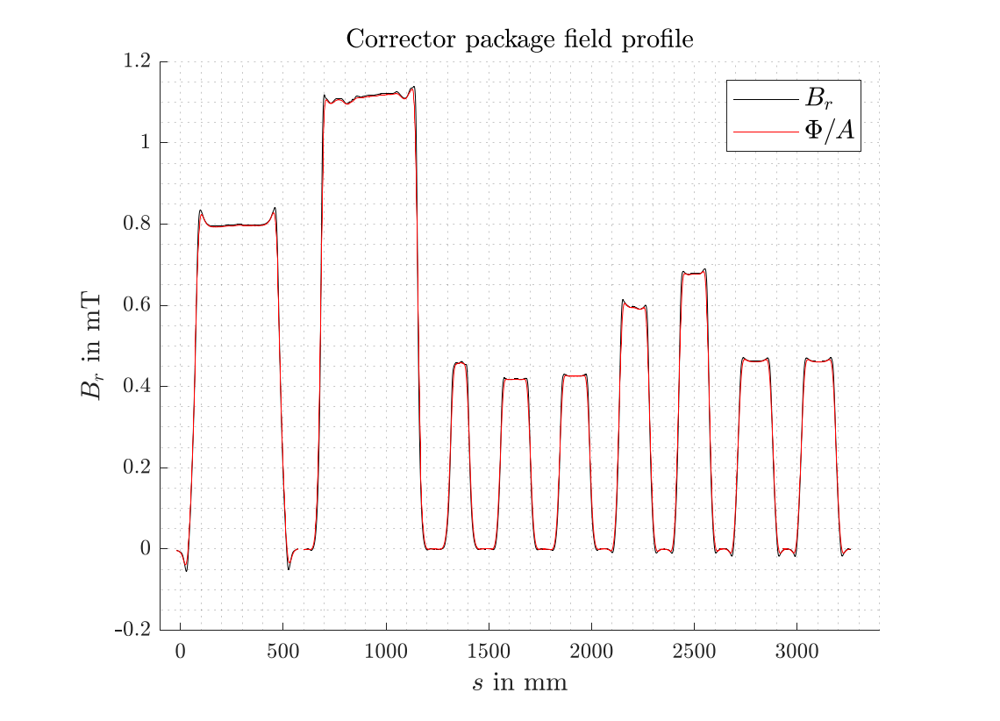 Corrector package field profile
B_r
Φ/A
1.2
1
0.8
0.6
0.4
0.2
0
-0.2
B_r in mT
0 500 1000 1500 2000 2500 3000
s in mm